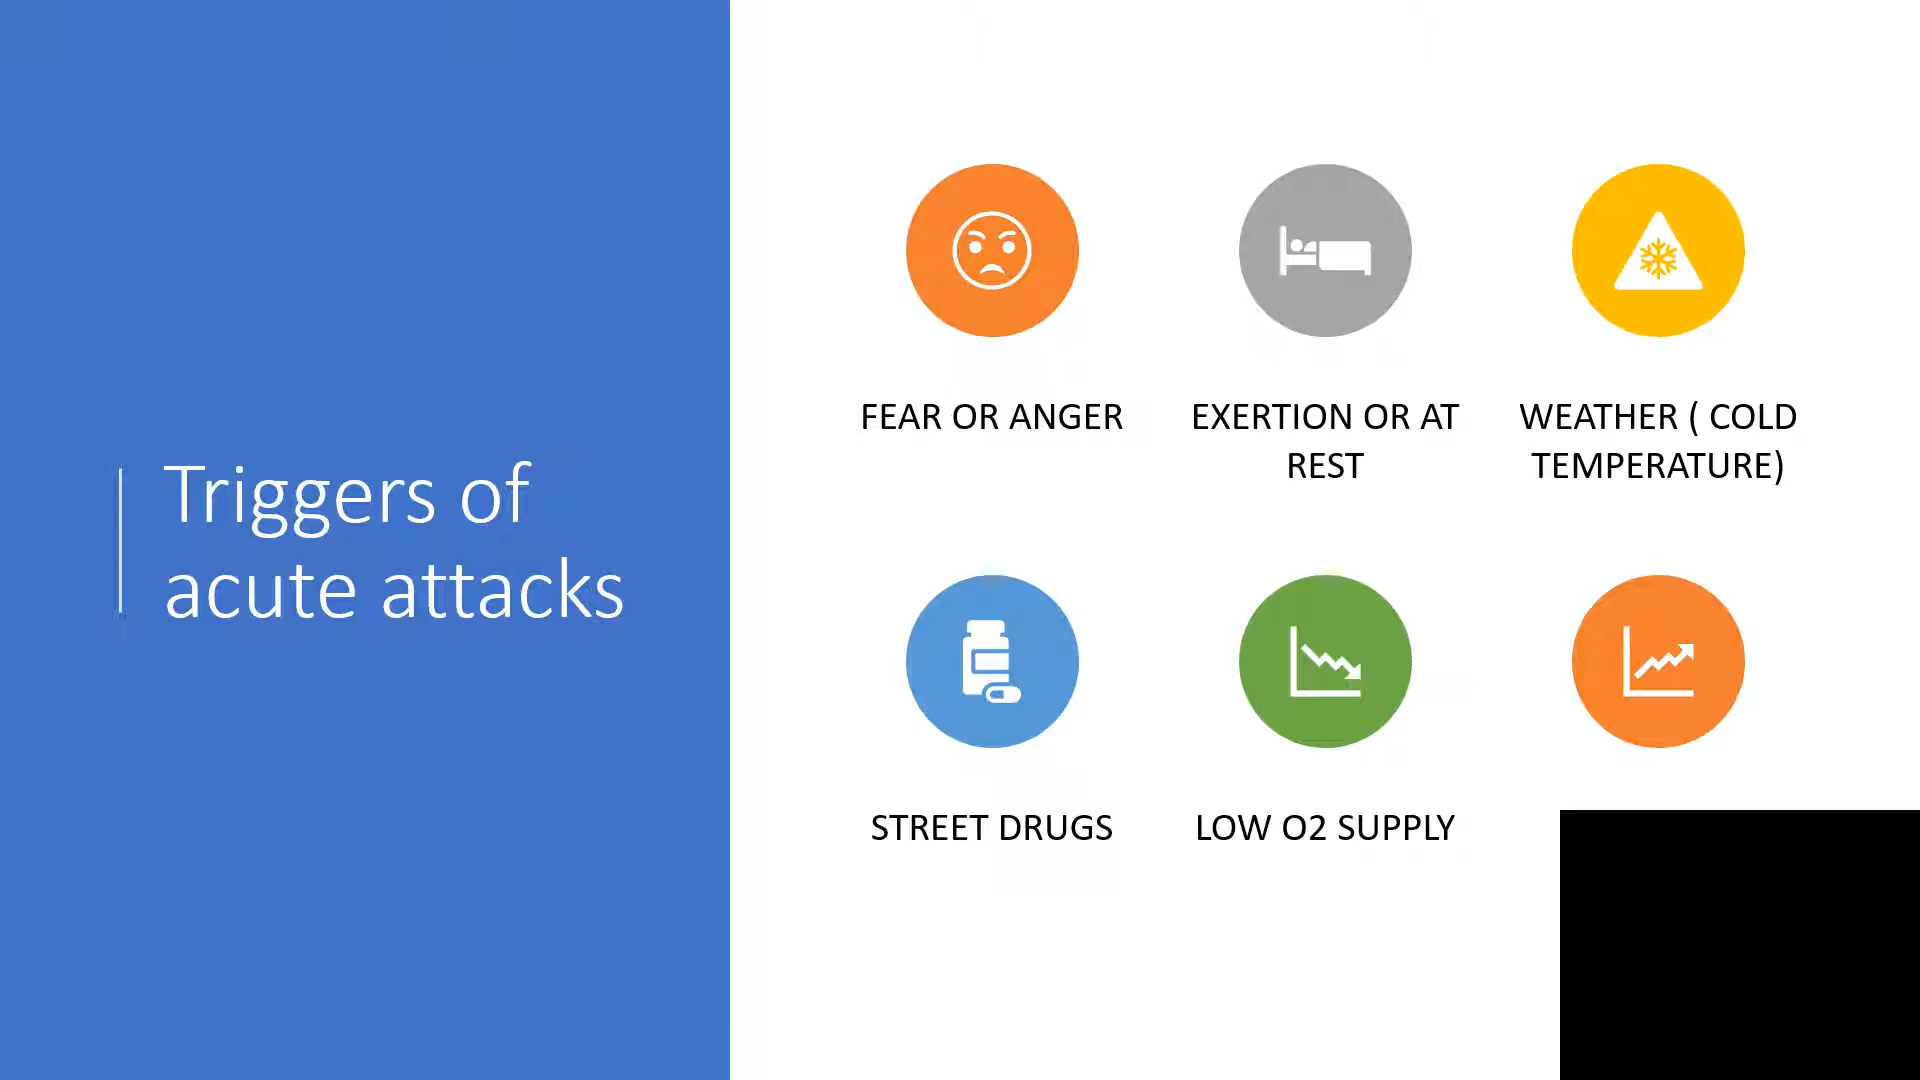 Triggers of
acute attacks
FEAR OR ANGER
EXERTION OR AT
REST
WEATHER ( COLD
TEMPERATURE)
STREET DRUGS
LOW O2 SUPPLY